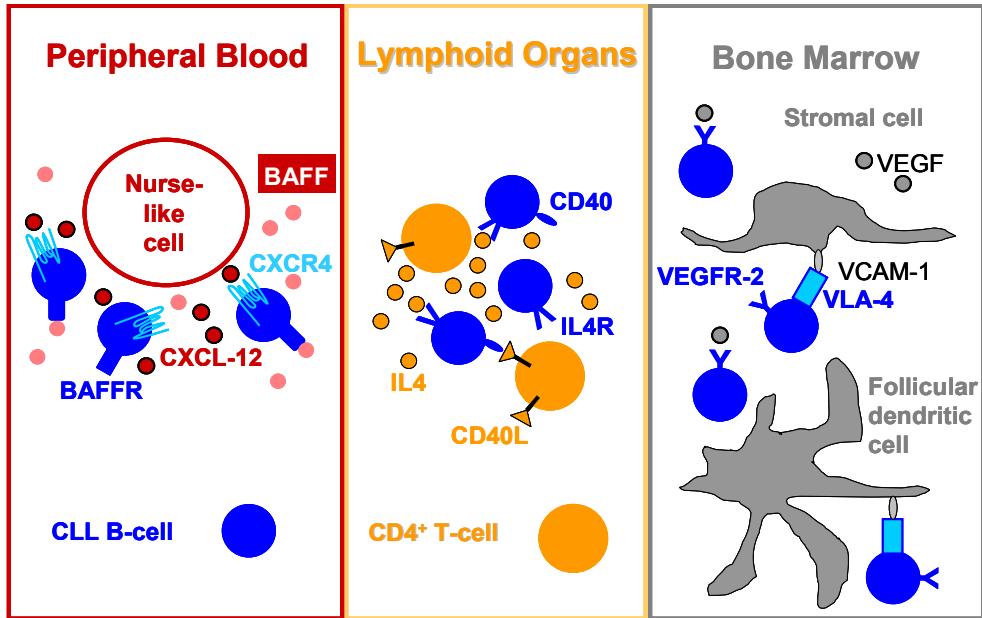 Peripheral Blood
Nurse-
like
cell
BAFF
CXCR4
CXCL-12
BAFFR
CLL B-cell
Lymphoid Organs
CD40
IL4R
IL4
CD40L
CD4⁺ T-cell
Bone Marrow
Stromal cell
VEGF
VCAM-1
VEGFR-2
VLA-4
Follicular
dendritic
cell